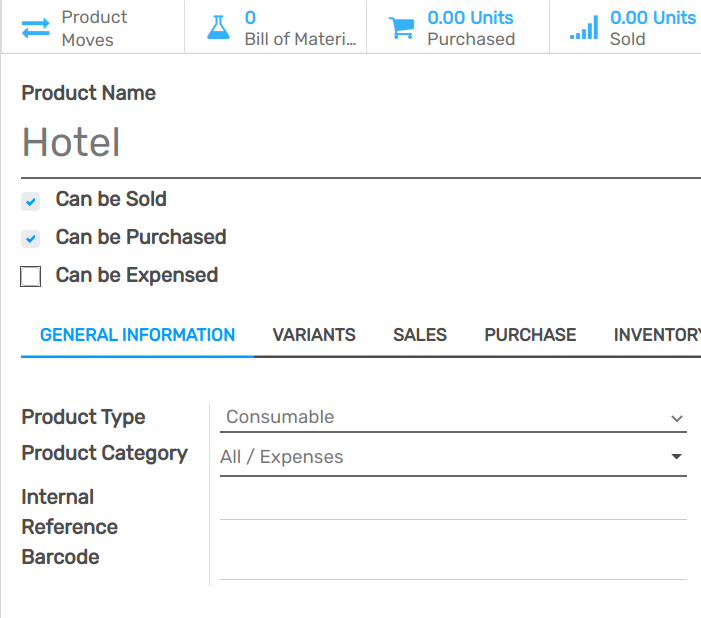 Product
Moves
0
Bill of Materi...
0.00 Units
Purchased
0.00 Units
Sold
Product Name
Hotel
Can be Sold
Can be Purchased
Can be Expensed
GENERAL INFORMATION VARIANTS SALES PURCHASE INVENTORY
Product Type Consumable
Product Category All / Expenses
Internal
Reference
Barcode